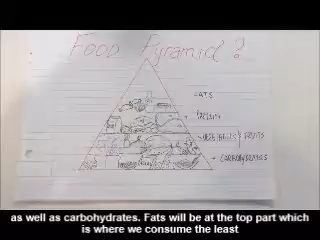 Food Pyramid?
FATS
VEGETABLES & FRUITS
CARBOHYDRATES
as well as carbohydrates. Fats will be at the top part which
is where we consume the least